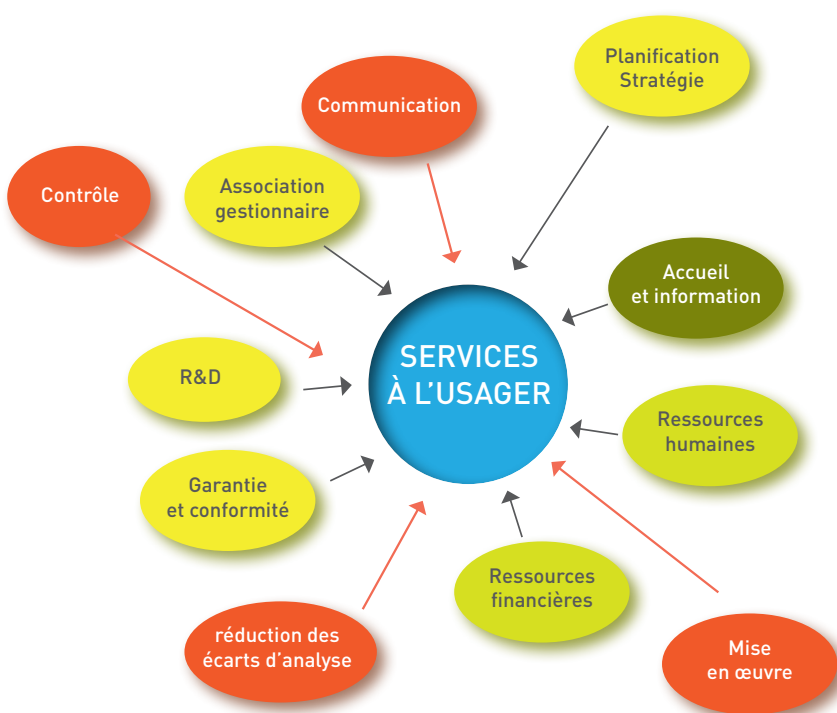 Planification
Stratégie
Communication
Contrôle
Association
gestionnaire
Accueil
et information
SERVICES
À L'USAGER
R&D
Ressources
humaines
Garantie
et conformité
Ressources
financières
réduction des
écarts d'analyse
Mise
en œuvre